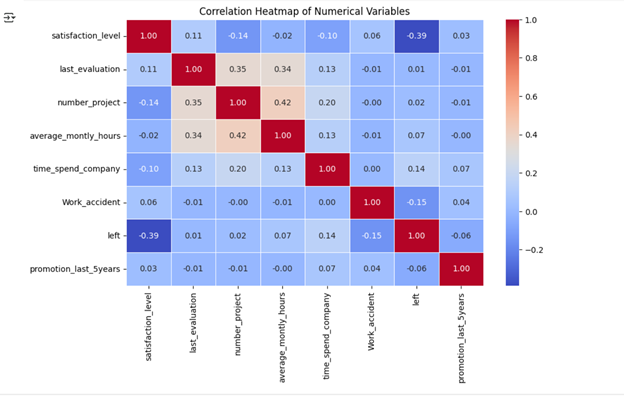 Correlation Heatmap of Numerical Variables
satisfaction_level 1.00 0.11 -0.14 -0.02 -0.10 0.06 -0.39 0.03
last_evaluation 0.11 1.00 0.35 0.34 0.13 -0.01 0.01 -0.01
number_project -0.14 0.35 1.00 0.42 0.20 -0.00 0.02 -0.01
average_montly_hours -0.02 0.34 0.42 1.00 0.13 -0.01 0.07 -0.00
time_spend_company -0.10 0.13 0.20 0.13 1.00 0.00 0.14 0.07
Work_accident 0.06 -0.01 -0.00 -0.01 0.00 1.00 -0.15 0.04
left -0.39 0.01 0.02 0.07 0.14 -0.15 1.00 -0.06
promotion_last_5years 0.03 -0.01 -0.01 -0.00 0.07 0.04 -0.06 1.00
satisfaction_level
last_evaluation
number_project
average_montly_hours
time_spend_company
Work_accident
left
promotion_last_5years
1.0
0.8
0.6
0.4
0.2
0.0
−0.2